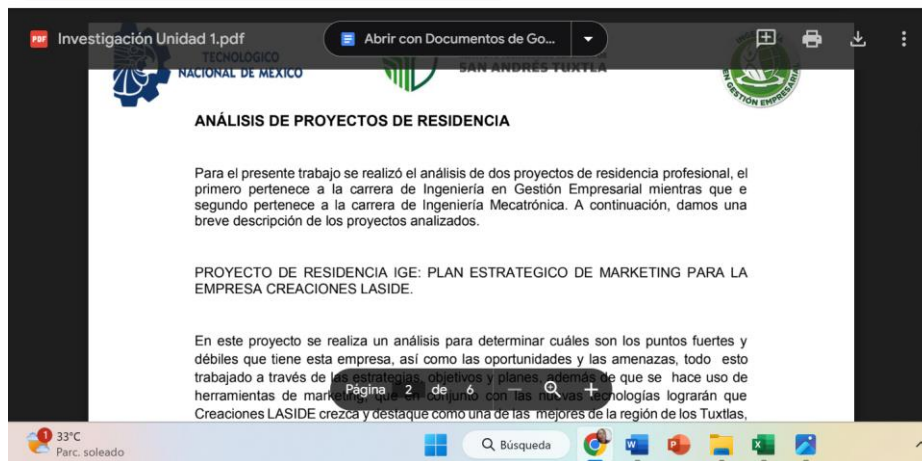 Investigación Unidad 1.pdf
Abrir con Documentos de Go...
TECNOLOGICO
NACIONAL DE MEXICO
SAN ANDRÉS TUXTLA
EN GESTIÓN EMPRESARIAL
ANÁLISIS DE PROYECTOS DE RESIDENCIA
Para el presente trabajo se realizó el análisis de dos proyectos de residencia profesional, el
primero pertenece a la carrera de Ingeniería en Gestión Empresarial mientras que e
segundo pertenece a la carrera de Ingeniería Mecatrónica. A continuación, damos una
breve descripción de los proyectos analizados.
PROYECTO DE RESIDENCIA IGE: PLAN ESTRATEGICO DE MARKETING PARA LA
EMPRESA CREACIONES LASIDE.
En este proyecto se realiza un análisis para determinar cuáles son los puntos fuertes y
débiles que tiene esta empresa, así como las oportunidades y las amenazas, todo esto
trabajado a través de las estrategias, objetivos y planes, además de que se hace uso de
herramientas de marketing, que en conjunto con las nuevas tecnologías lograrán que
Creaciones LASIDE crezca y destaque como una de las mejores de la región de los Tuxtlas,
Página 2 de 6
33°C
Parc. soleado
Búsqueda